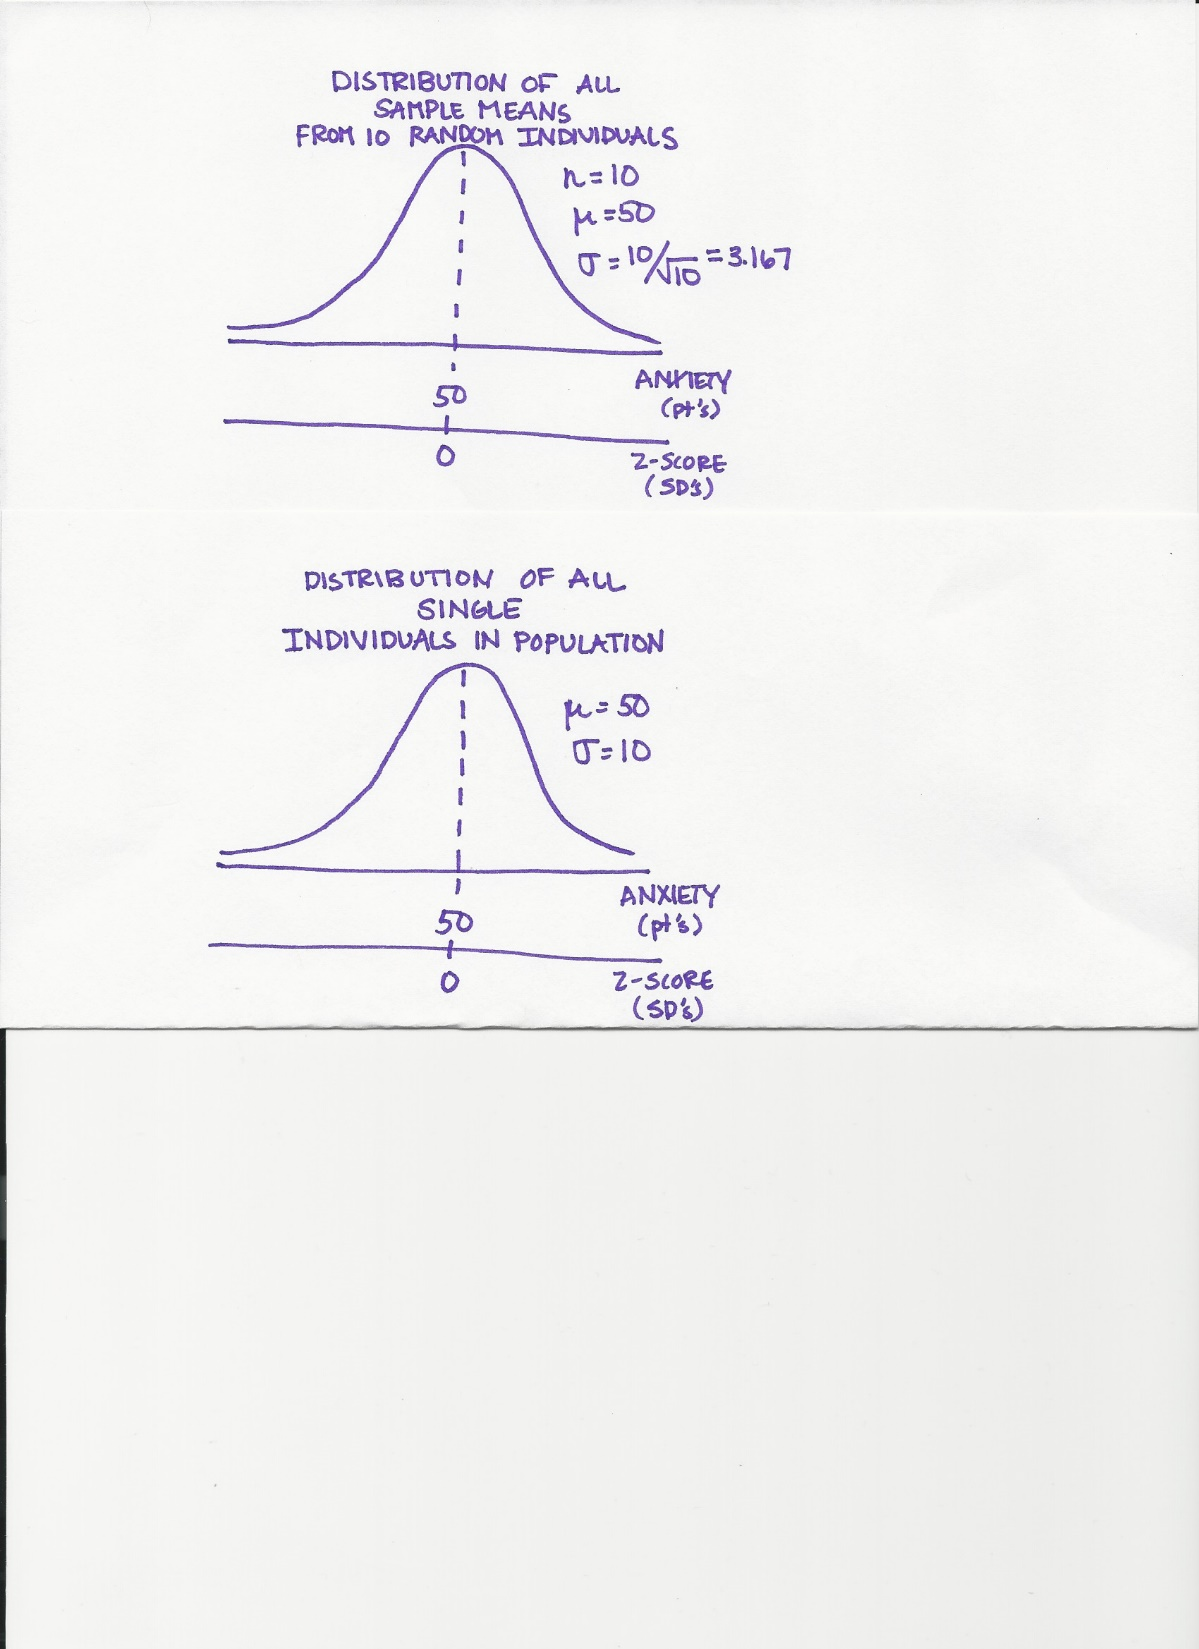 DISTRIBUTION OF ALL
SAMPLE MEANS
FROM 10 RANDOM INDIVIDUALS
n=10
μ=50
σ=10/√10=3.167
50
ANXIETY
(pt's)
0
Z-SCORE
(SD's)
DISTRIBUTION OF ALL
SINGLE
INDIVIDUALS IN POPULATION
μ=50
σ=10
50
ANXIETY
(pt's)
0
Z-SCORE
(SD's)